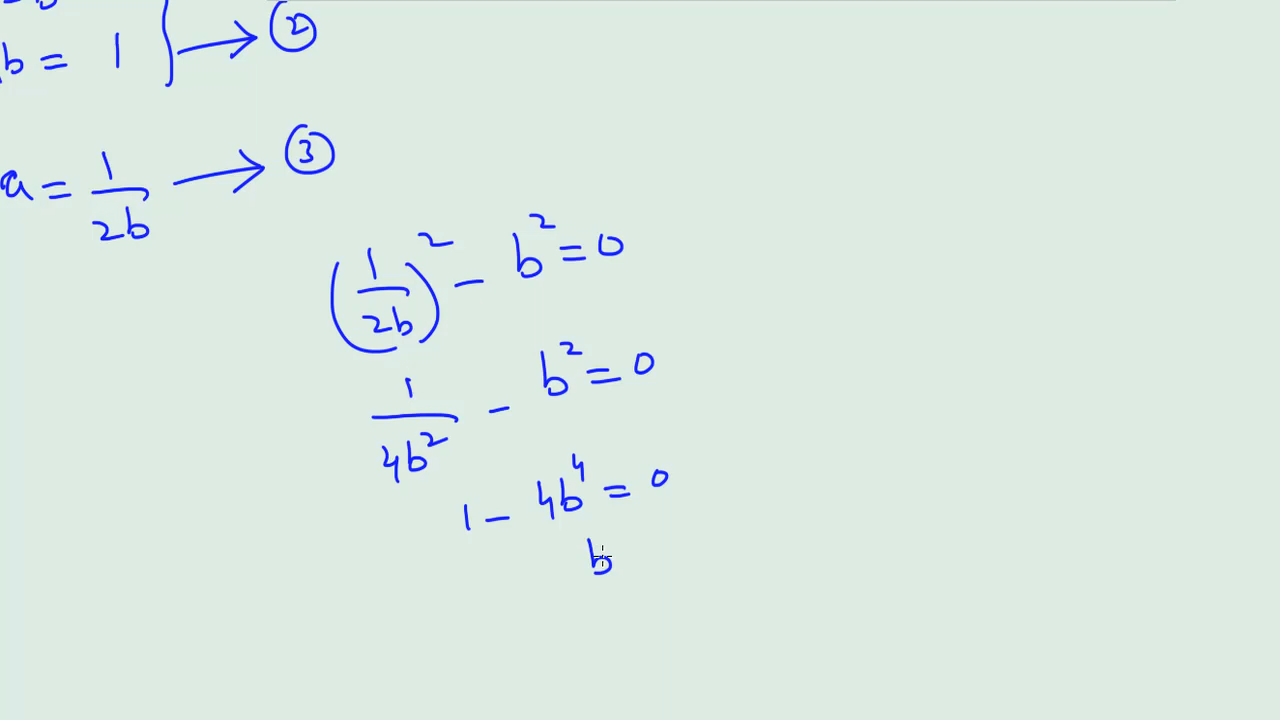 b = 1 } → ②
a = 1/2b → ③
(1/2b)² − b² = 0
1/4b² − b² = 0
1 − 4b⁴ = 0
b